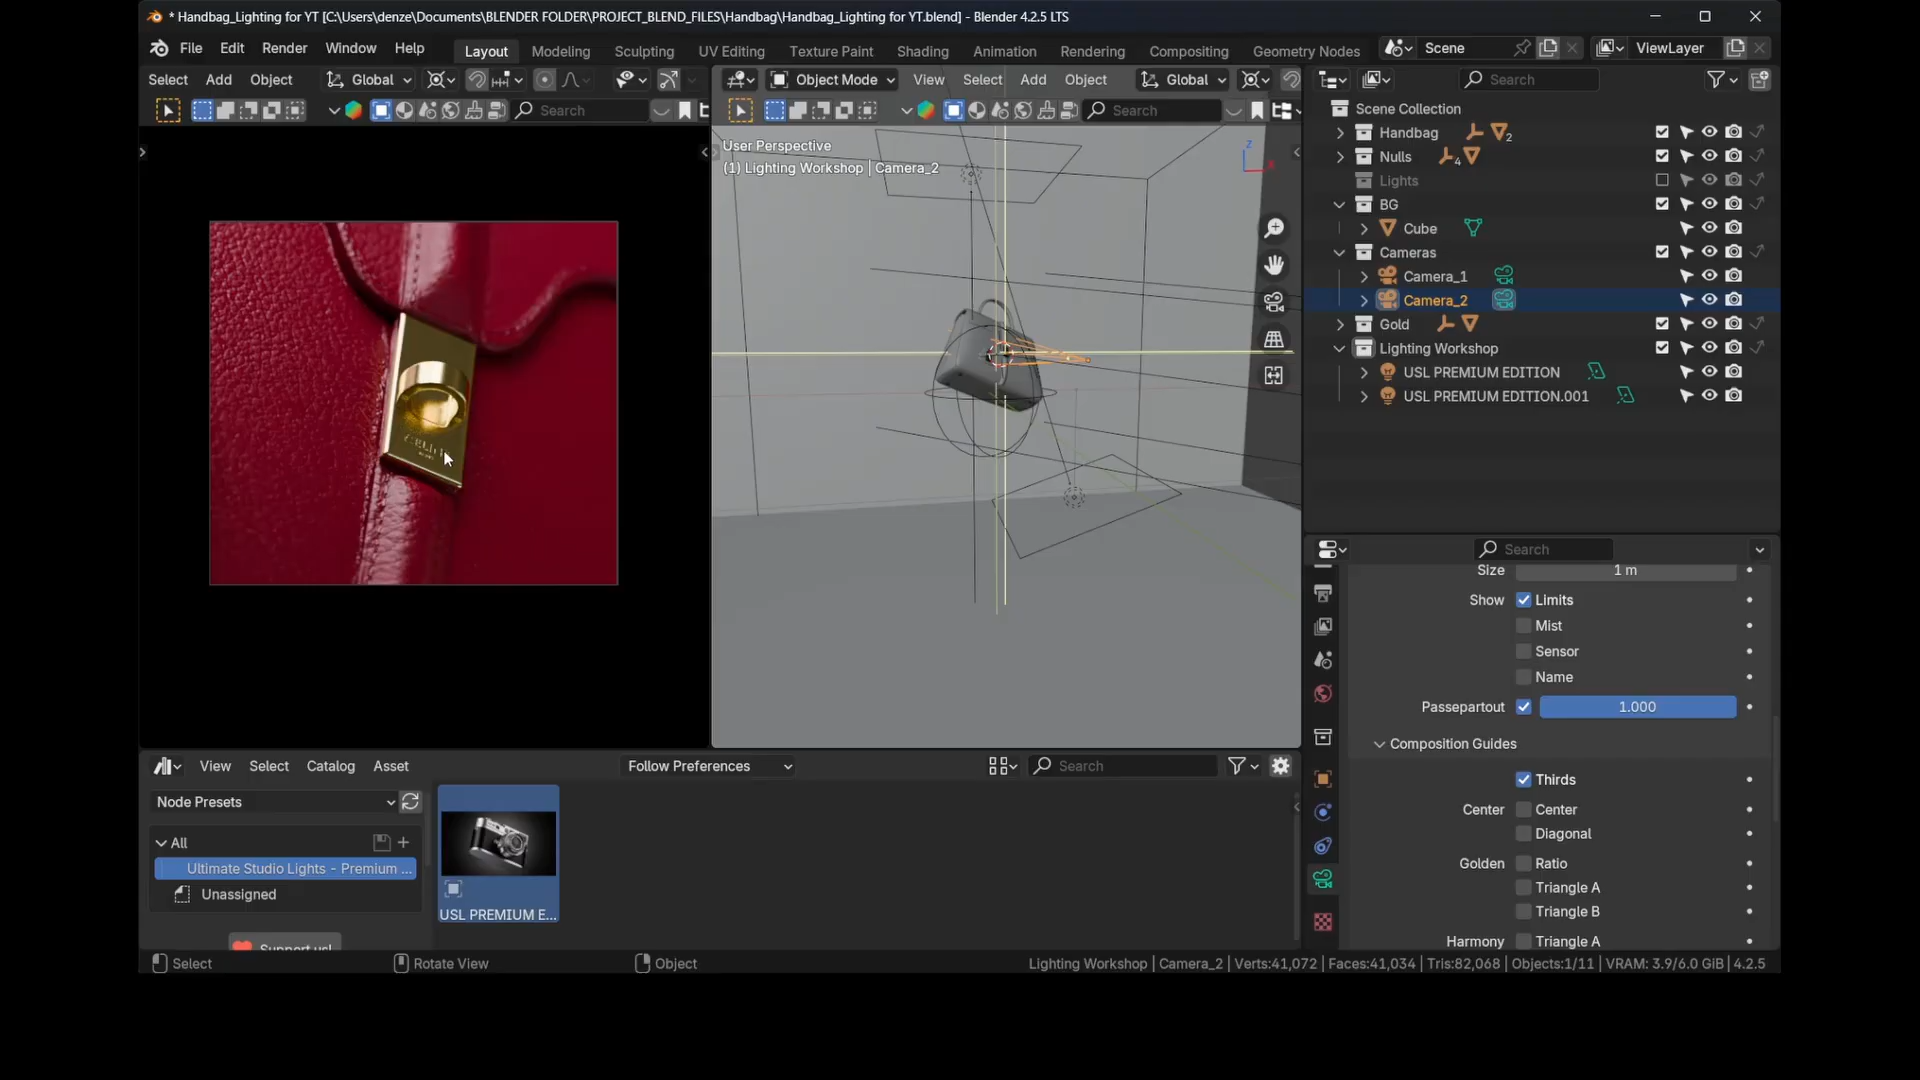 * Handbag_Lighting for YT [C:\Users\denze\Documents\BLENDER FOLDER\PROJECT_BLEND_FILES\Handbag\Handbag_Lighting for YT.blend] - Blender 4.2.5 LTS
File Edit Render Window Help Layout Modeling Sculpting UV Editing Texture Paint Shading Animation Rendering Compositing Geometry Nodes Scene ViewLayer
Select Add Object Global Object Mode View Select Add Object Global Search
Search Search
User Perspective
(1) Lighting Workshop | Camera_2
Z
X
Scene Collection
Handbag 2
Nulls 4
Lights
BG
Cube
Cameras
Camera_1
Camera_2
Gold
Lighting Workshop
USL PREMIUM EDITION
USL PREMIUM EDITION.001
Search
Size 1 m
Show Limits
Mist
Sensor
Name
Passepartout 1.000
Composition Guides
Thirds
Center Center
Diagonal
Golden Ratio
Triangle A
Triangle B
Harmony Triangle A
View Select Catalog Asset Follow Preferences Search
Node Presets
All
Ultimate Studio Lights - Premium ...
Unassigned
Support us!
USL PREMIUM E...
Select Rotate View Object Lighting Workshop | Camera_2 | Verts:41,072 | Faces:41,034 | Tris:82,068 | Objects:1/11 | VRAM: 3.9/6.0 GiB | 4.2.5